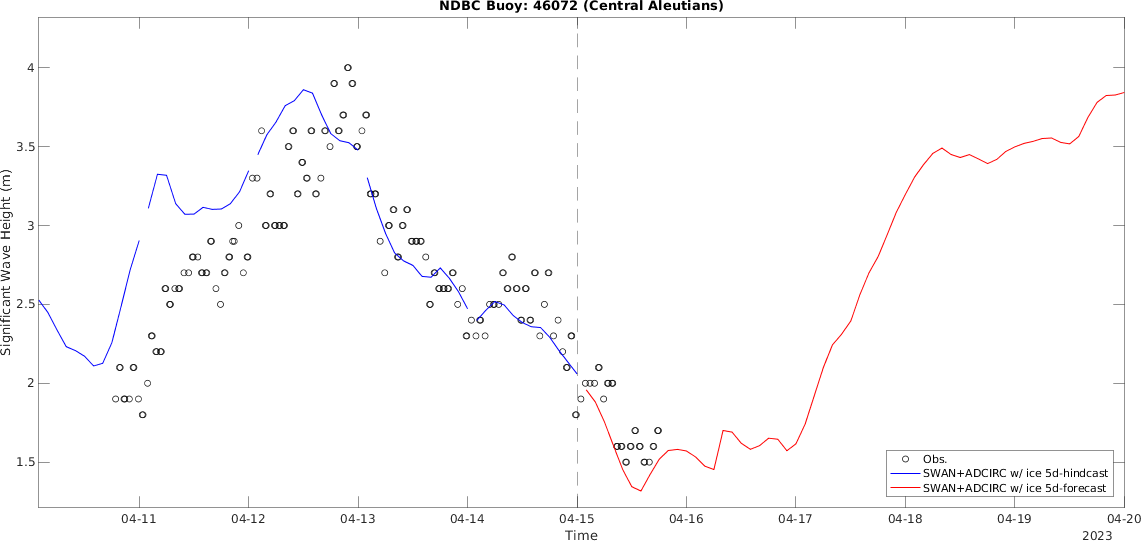 NDBC Buoy: 46072 (Central Aleutians)
Significant Wave Height (m)
4
3.5
3
2.5
2
1.5
Obs.
SWAN+ADCIRC w/ ice 5d-hindcast
SWAN+ADCIRC w/ ice 5d-forecast
04-11 04-12 04-13 04-14 04-15 04-16 04-17 04-18 04-19 04-20
Time
2023